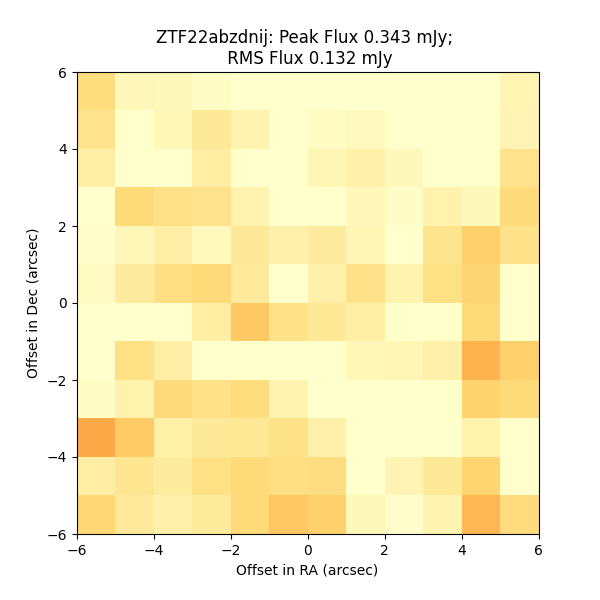 ZTF22abzdnij: Peak Flux 0.343 mJy;
RMS Flux 0.132 mJy
6
4
2
0
−2
−4
−6
Offset in Dec (arcsec)
−6 −4 −2 0 2 4 6
Offset in RA (arcsec)